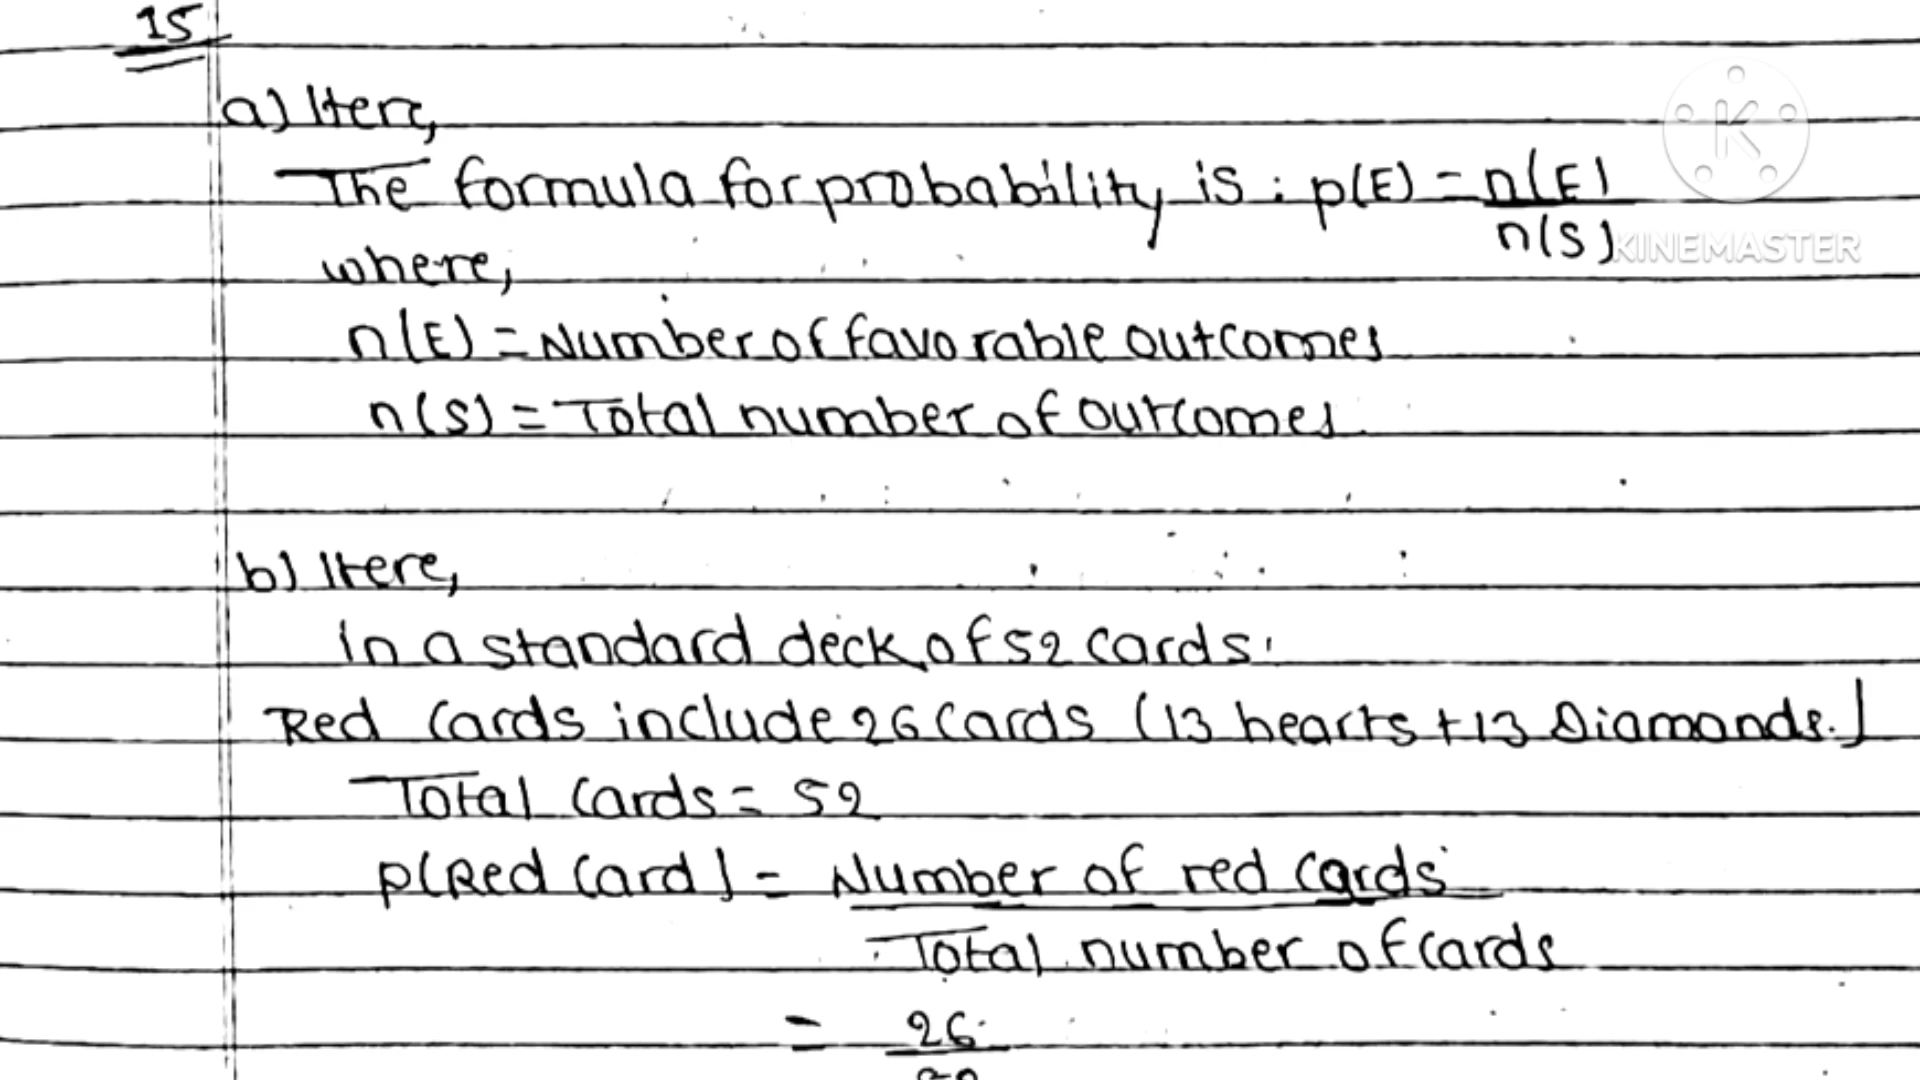 15
a) Here,
The formula for probability is : p(E) = n(E)
n(S)
KINEMASTER
where,
n(E) = Number of favorable outcomes
n(S) = Total number of outcomes
b) Here,
In a standard deck of 52 cards.
Red cards include 26 cards (13 hearts + 13 Diamonds.)
Total cards = 52
p(Red card) = Number of red cards
Total number of cards
= 26